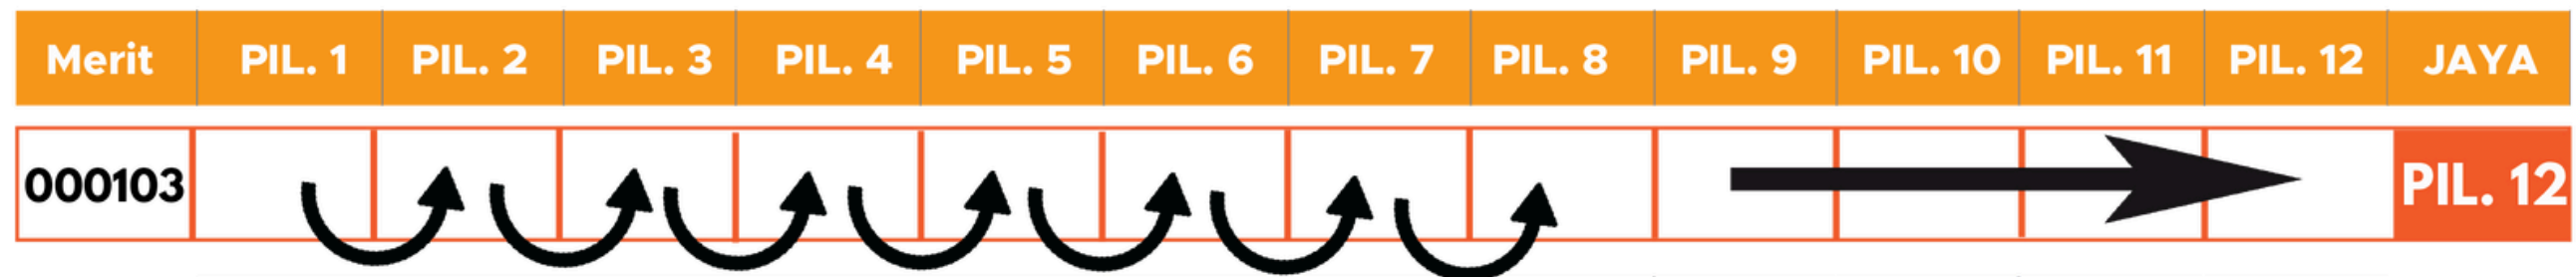 Merit PIL. 1 PIL. 2 PIL. 3 PIL. 4 PIL. 5 PIL. 6 PIL. 7 PIL. 8 PIL. 9 PIL. 10 PIL. 11 PIL. 12 JAYA
000103 PIL. 12